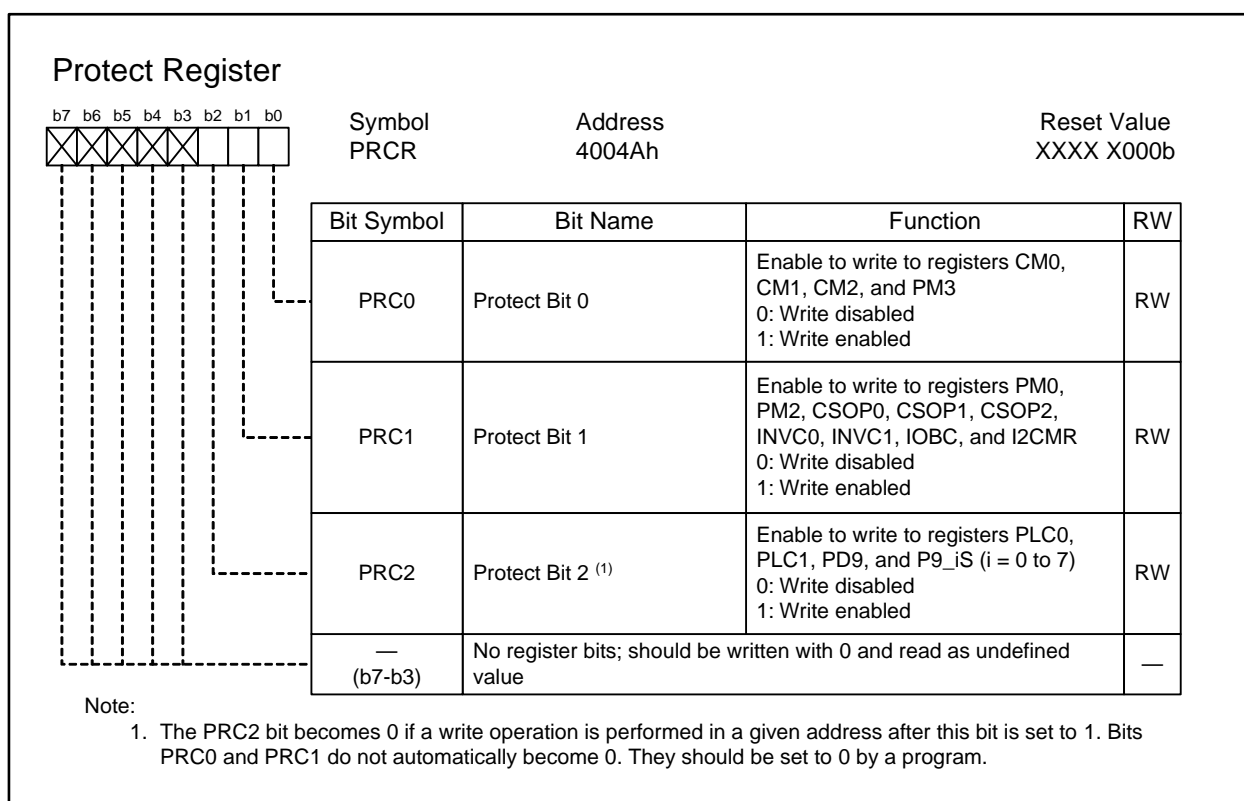 Protect Register
b7 b6 b5 b4 b3 b2 b1 b0
Symbol Address Reset Value
PRCR 4004Ah XXXX X000b
Bit Symbol Bit Name Function RW
PRC0 Protect Bit 0 Enable to write to registers CM0,
CM1, CM2, and PM3
0: Write disabled
1: Write enabled
RW
PRC1 Protect Bit 1 Enable to write to registers PM0,
PM2, CSOP0, CSOP1, CSOP2,
INVC0, INVC1, IOBC, and I2CMR
0: Write disabled
1: Write enabled
RW
PRC2 Protect Bit 2 (1) Enable to write to registers PLC0,
PLC1, PD9, and P9_iS (i = 0 to 7)
0: Write disabled
1: Write enabled
RW
—
(b7-b3)
No register bits; should be written with 0 and read as undefined
value
—
Note:
1. The PRC2 bit becomes 0 if a write operation is performed in a given address after this bit is set to 1. Bits
PRC0 and PRC1 do not automatically become 0. They should be set to 0 by a program.